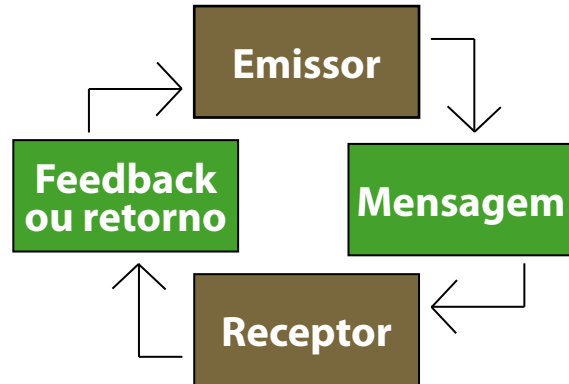 Emissor
Feedback
ou retorno
Mensagem
Receptor